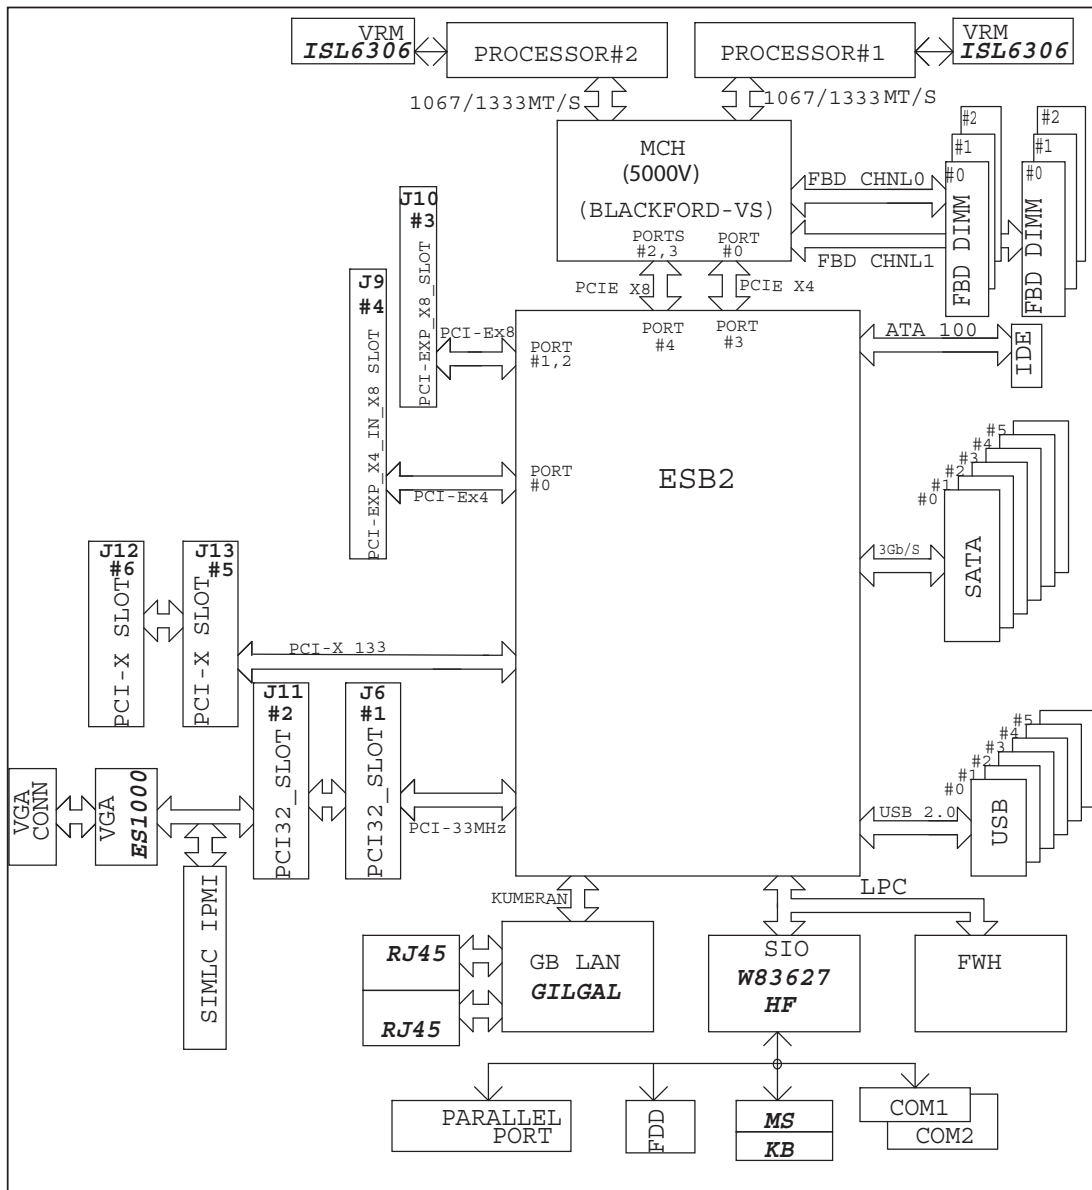 VRM
ISL6306
PROCESSOR#2
PROCESSOR#1
VRM
ISL6306
1067/1333MT/S
1067/1333MT/S
MCH
(5000V)
(BLACKFORD-VS)
PORTS
#2,3
PORT
#0
FBD CHNL0
FBD CHNL1
#2
#1
#0
FBD DIMM
#2
#1
#0
FBD DIMM
PCIE X8
PCIE X4
J10
#3
PCI-EXP_X8_SLOT
J9
#4
PCI-EXP_X4_IN_X8 SLOT
PCI-Ex8
PORT
#1,2
PORT
#4
PORT
#3
ATA 100
IDE
PCI-Ex4
PORT
#0
ESB2
3Gb/S
#5
#4
#3
#2
#1
#0
SATA
J12
#6
PCI-X SLOT
J13
#5
PCI-X SLOT
PCI-X 133
J11
#2
PCI32_SLOT
J6
#1
PCI32_SLOT
PCI-33MHz
VGA
CONN
VGA
ES1000
SIMLC IPMI
USB 2.0
#5
#4
#3
#2
#1
#0
USB
KUMERAN
LPC
RJ45
RJ45
GB LAN
GILGAL
SIO
W83627
HF
FWH
PARALLEL
PORT
FDD
MS
KB
COM1
COM2